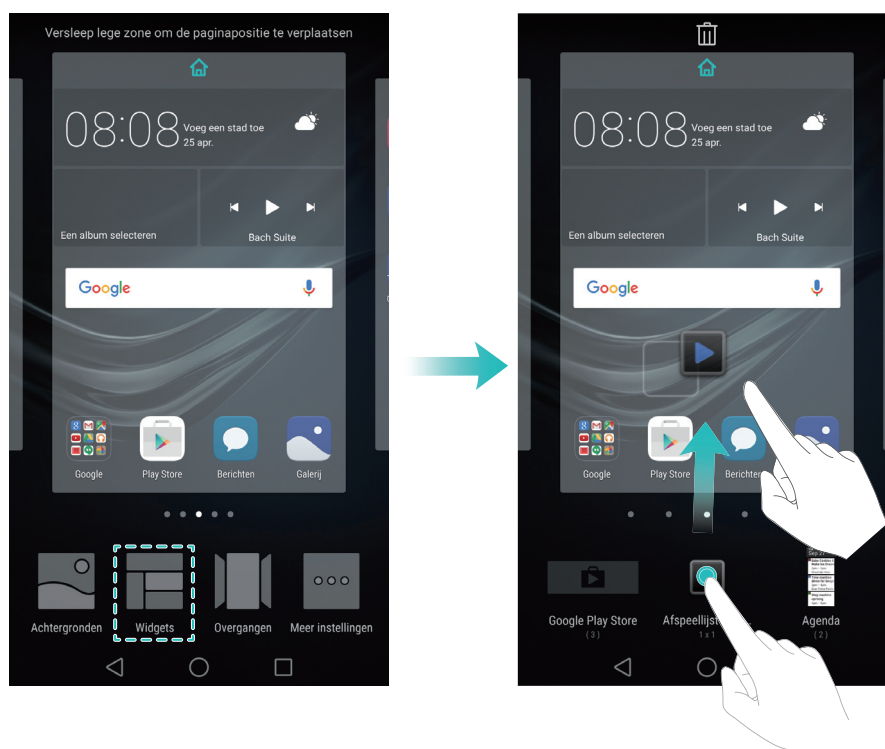 Versleep lege zone om de paginapositie te verplaatsen
08:08
Voeg een stad toe
25 apr.
Een album selecteren
Bach Suite
Google
Google
Play Store
Berichten
Galerij
Achtergronden
Widgets
Overgangen
Meer instellingen
08:08
Voeg een stad toe
25 apr.
Een album selecteren
Bach Suite
Google
Google
Play Store
Berichten
Google Play Store
(3)
Afspeellijst
1 x 1
Agenda
(2)